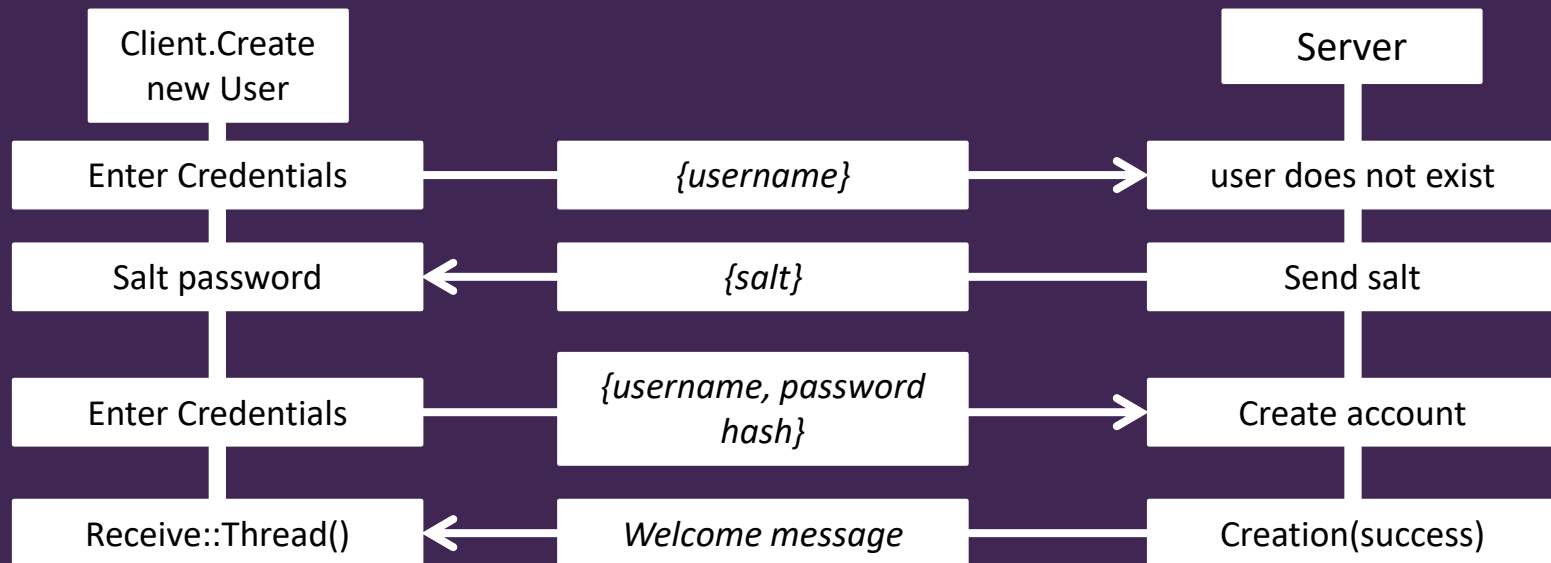 Client.Create
new User
Server
Enter Credentials
{username}
user does not exist
Salt password
{salt}
Send salt
Enter Credentials
{username, password
hash}
Create account
Receive::Thread()
Welcome message
Creation(success)